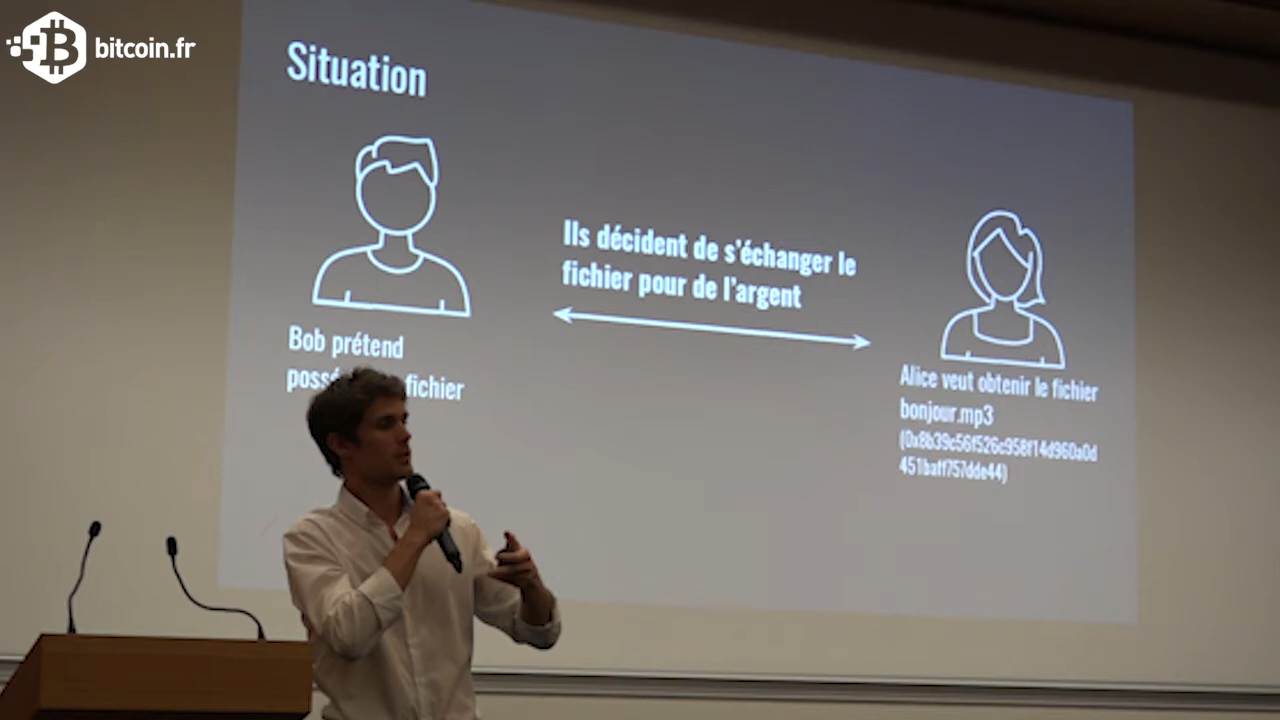 bitcoin.fr
Situation
Ils décident de s'échanger le
fichier pour de l'argent
Bob prétend
fichier
Alice veut obtenir le fichier
bonjour.mp3
(0x8b39c56f526c958f14d960a0d
451baff757dde44)